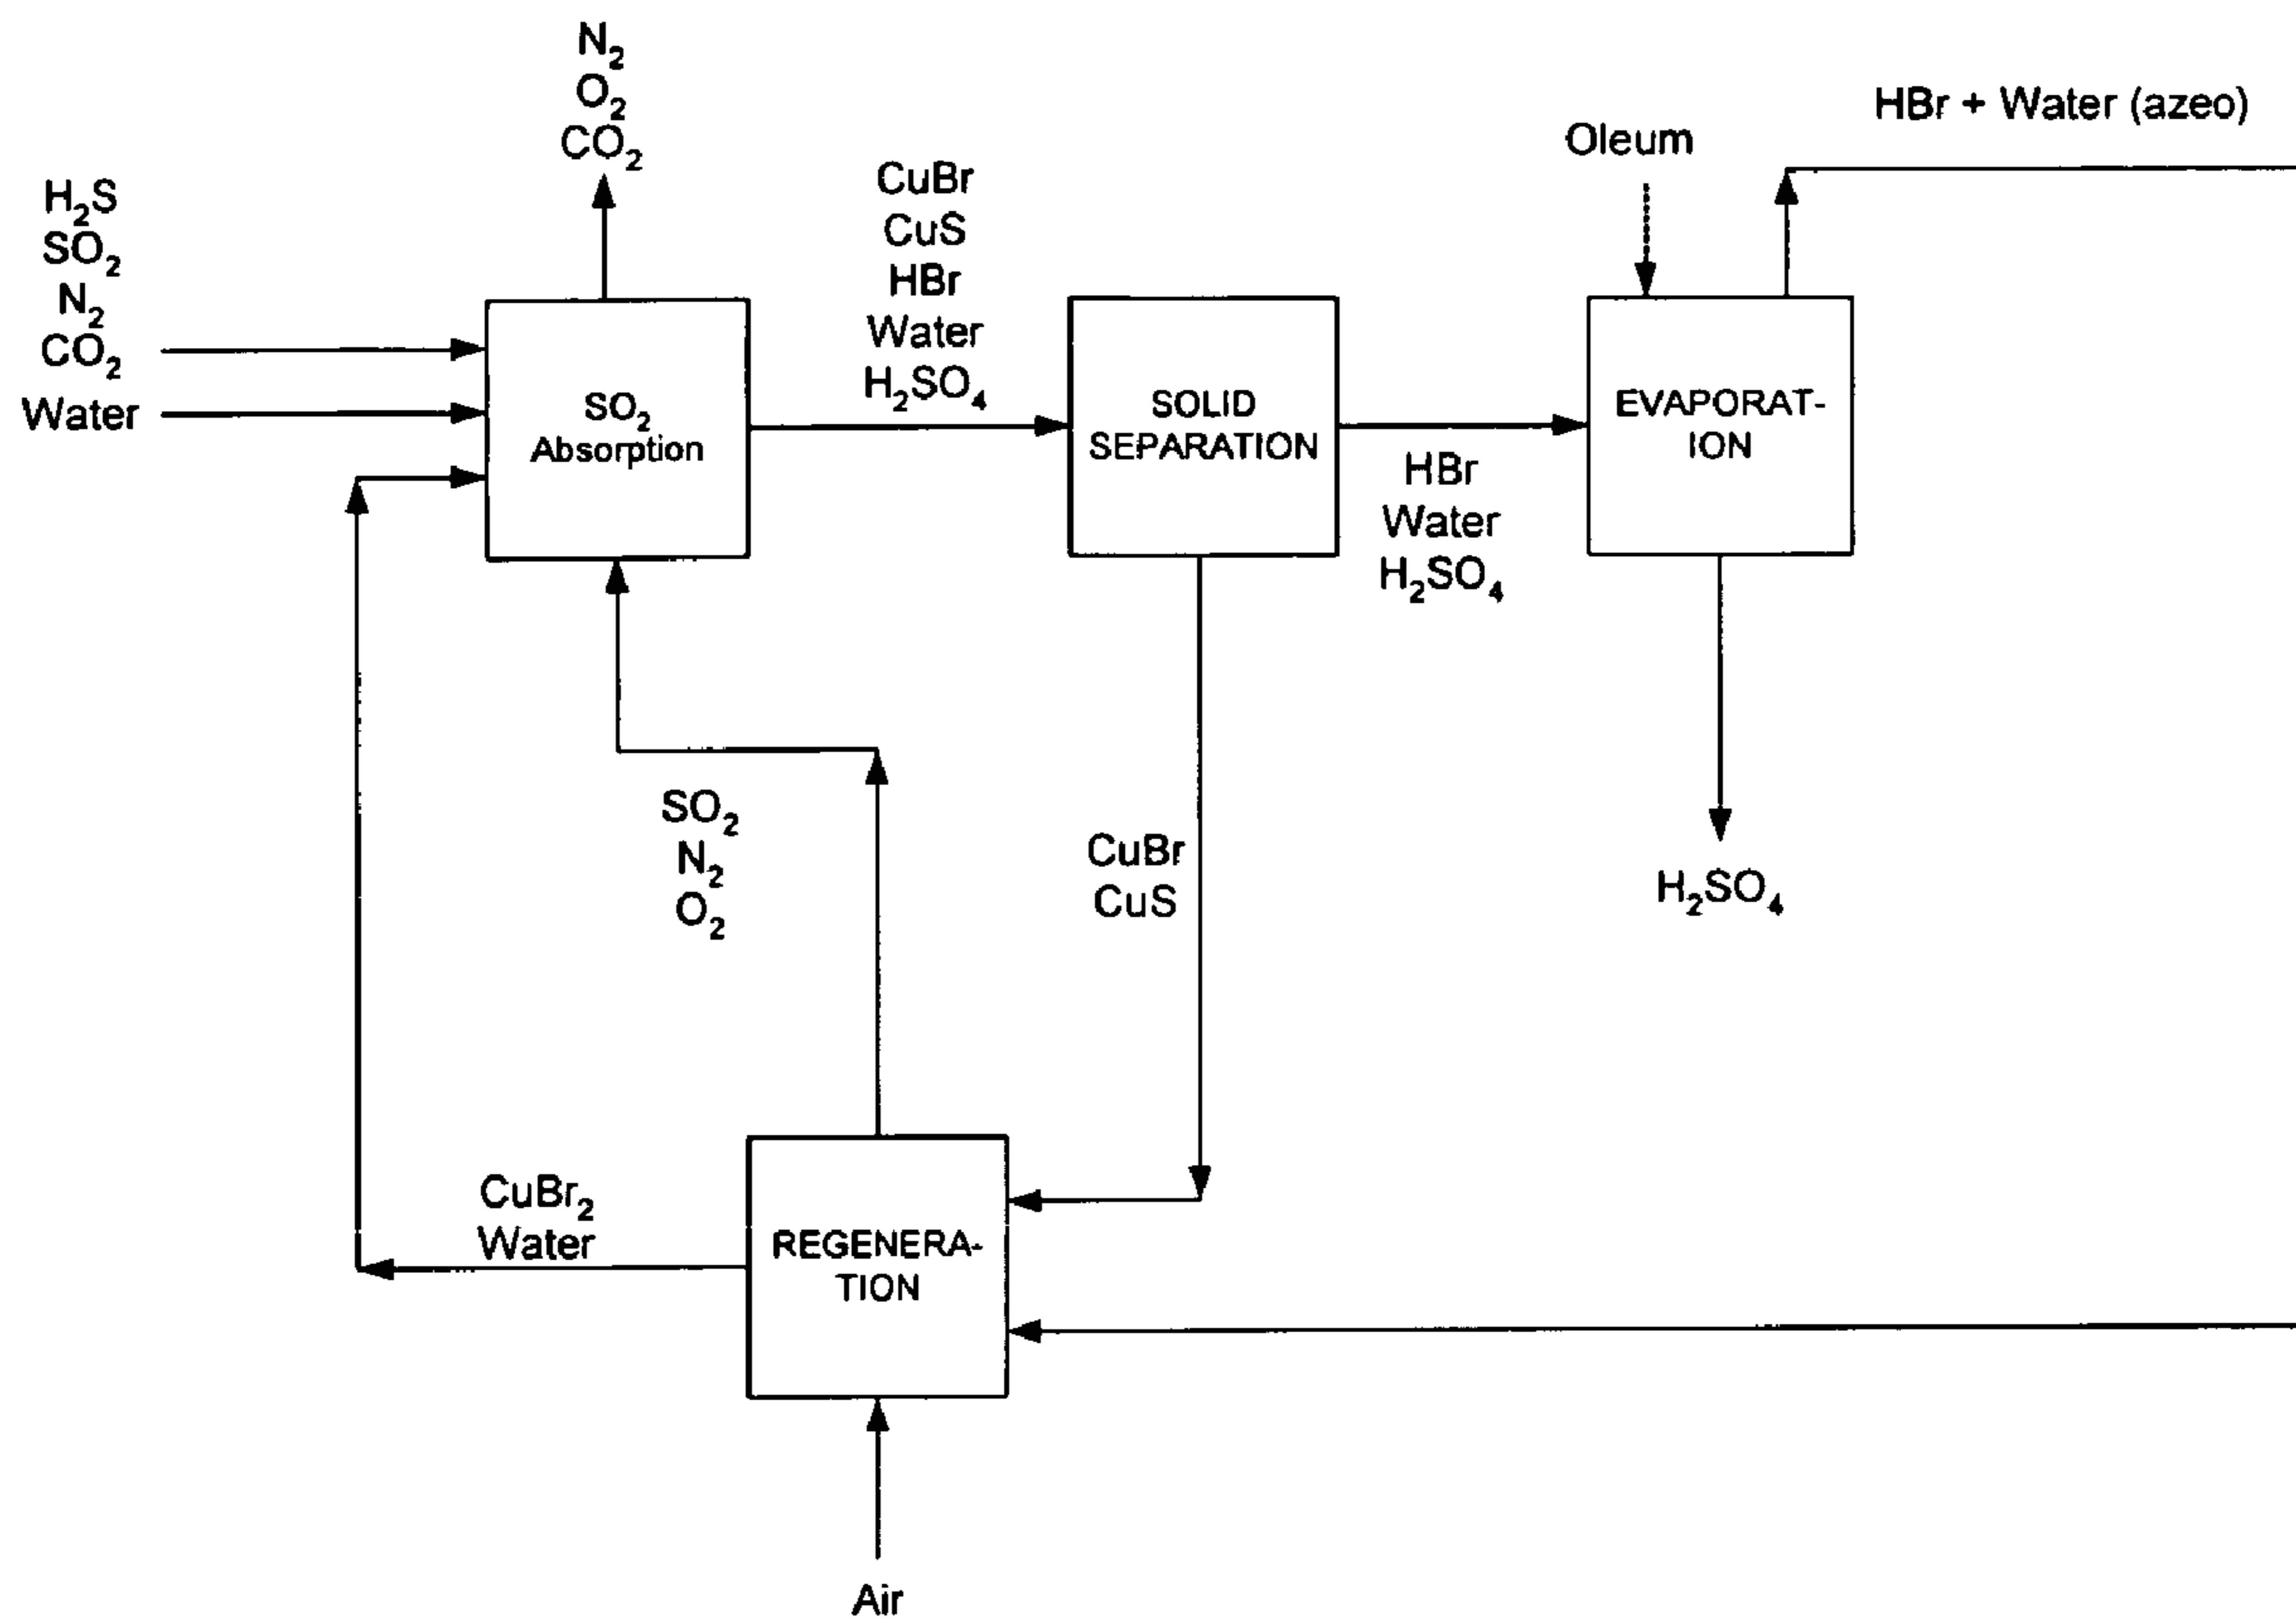 N₂
O₂
CO₂
H₂S
SO₂
N₂
CO₂
Water
SO₂
Absorption
CuBr
CuS
HBr
Water
H₂SO₄
SOLID
SEPARATION
HBr
Water
H₂SO₄
Oleum
HBr + Water (azeo)
EVAPORAT-
ION
H₂SO₄
SO₂
N₂
O₂
CuBr
CuS
CuBr₂
Water
REGENERA-
TION
Air